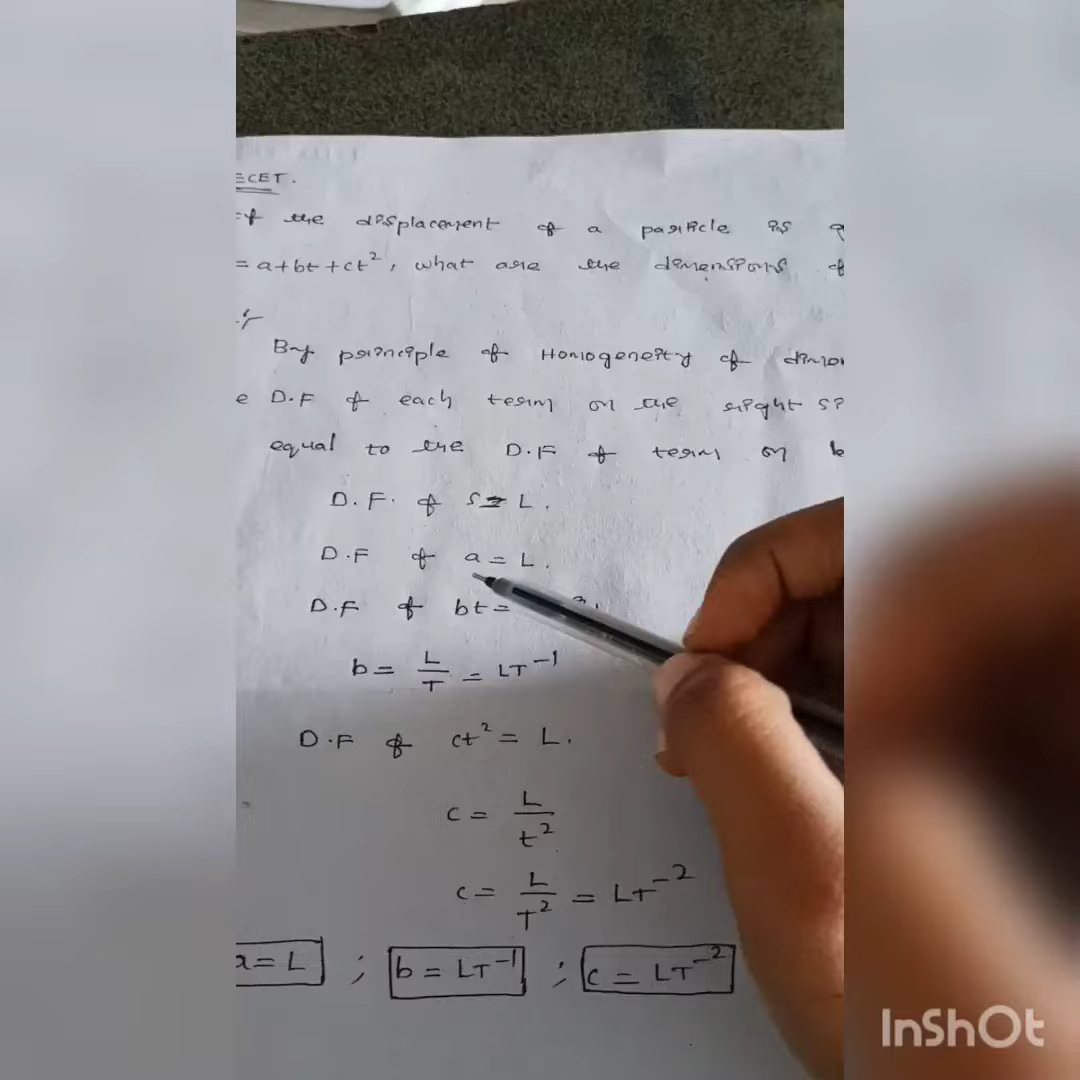 ECET.
If the displacement of a particle is
= a+bt+ct², what are the dimensions of
By principle of Homogeneity of
D.F of each term on the right
equal to the D.F of term on
D.F. of S = L.
D.F of a = L.
D.F of bt =
b = L/T = LT⁻¹
D.F of ct² = L.
c = L/t²
c = L/T² = LT⁻²
a = L ; b = LT⁻¹ ; c = LT⁻²
InShOt